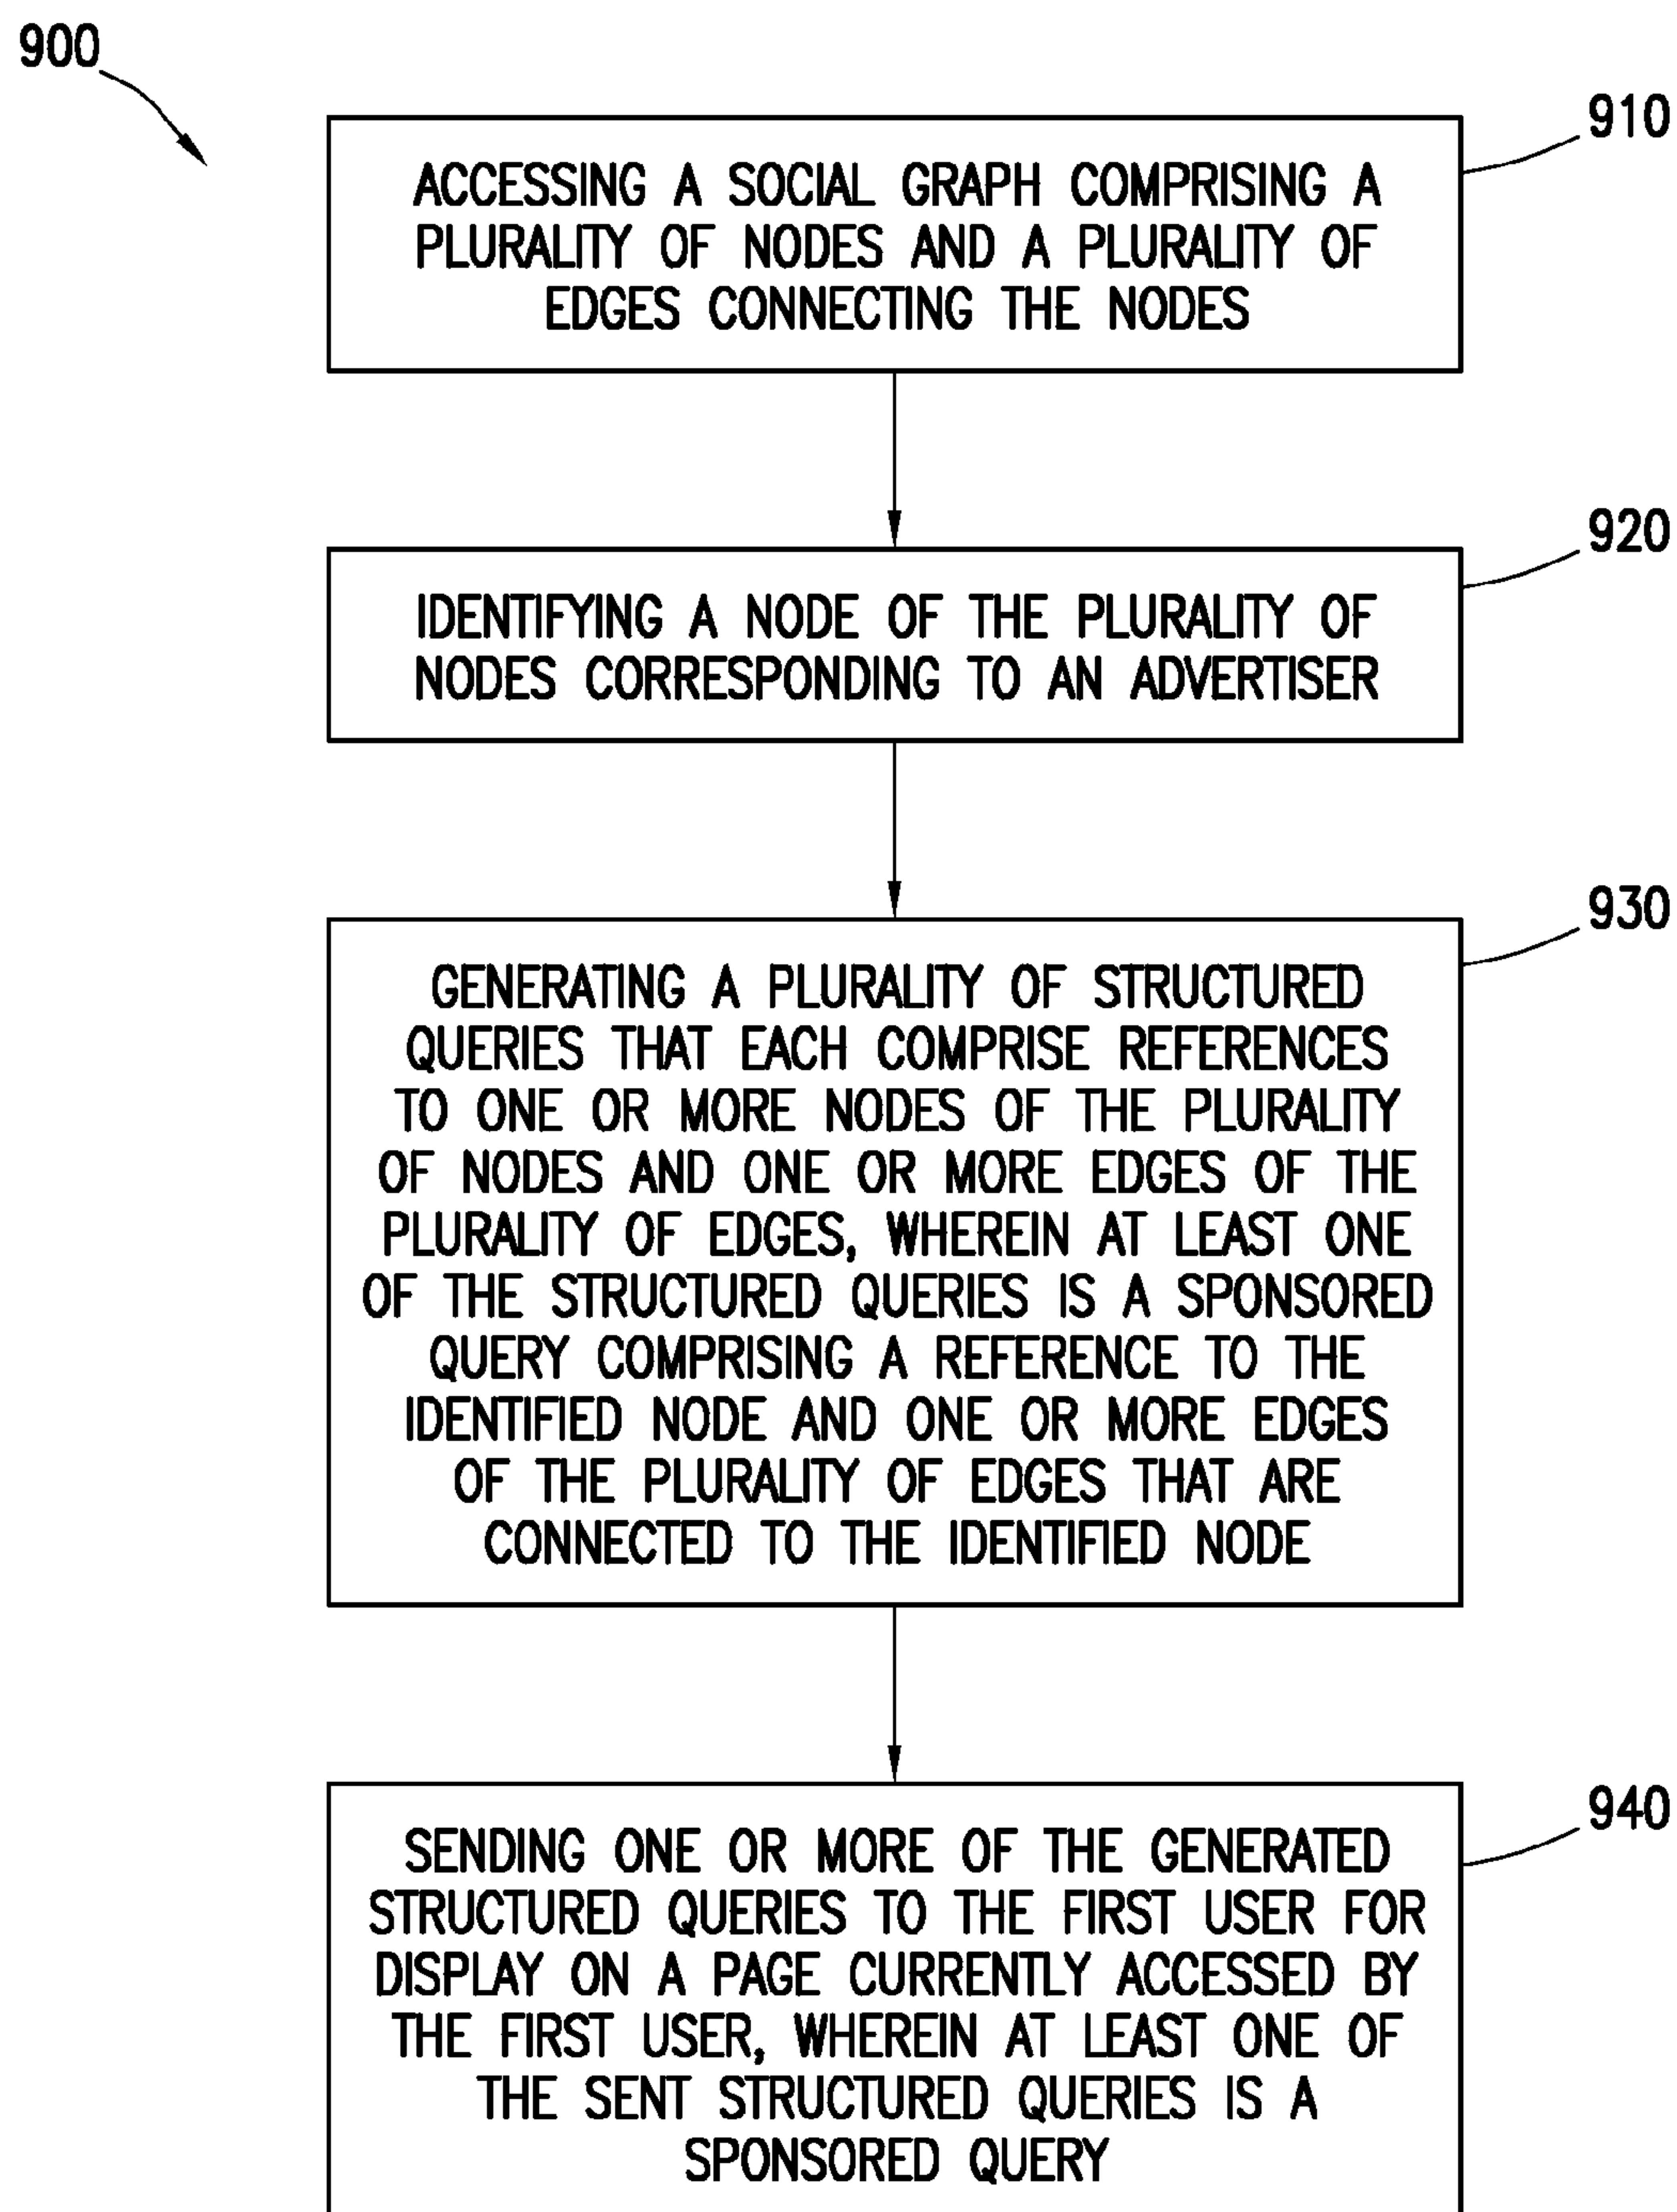 900
910
ACCESSING A SOCIAL GRAPH COMPRISING A
PLURALITY OF NODES AND A PLURALITY OF
EDGES CONNECTING THE NODES
920
IDENTIFYING A NODE OF THE PLURALITY OF
NODES CORRESPONDING TO AN ADVERTISER
930
GENERATING A PLURALITY OF STRUCTURED
QUERIES THAT EACH COMPRISE REFERENCES
TO ONE OR MORE NODES OF THE PLURALITY
OF NODES AND ONE OR MORE EDGES OF THE
PLURALITY OF EDGES, WHEREIN AT LEAST ONE
OF THE STRUCTURED QUERIES IS A SPONSORED
QUERY COMPRISING A REFERENCE TO THE
IDENTIFIED NODE AND ONE OR MORE EDGES
OF THE PLURALITY OF EDGES THAT ARE
CONNECTED TO THE IDENTIFIED NODE
940
SENDING ONE OR MORE OF THE GENERATED
STRUCTURED QUERIES TO THE FIRST USER FOR
DISPLAY ON A PAGE CURRENTLY ACCESSED BY
THE FIRST USER, WHEREIN AT LEAST ONE OF
THE SENT STRUCTURED QUERIES IS A
SPONSORED QUERY